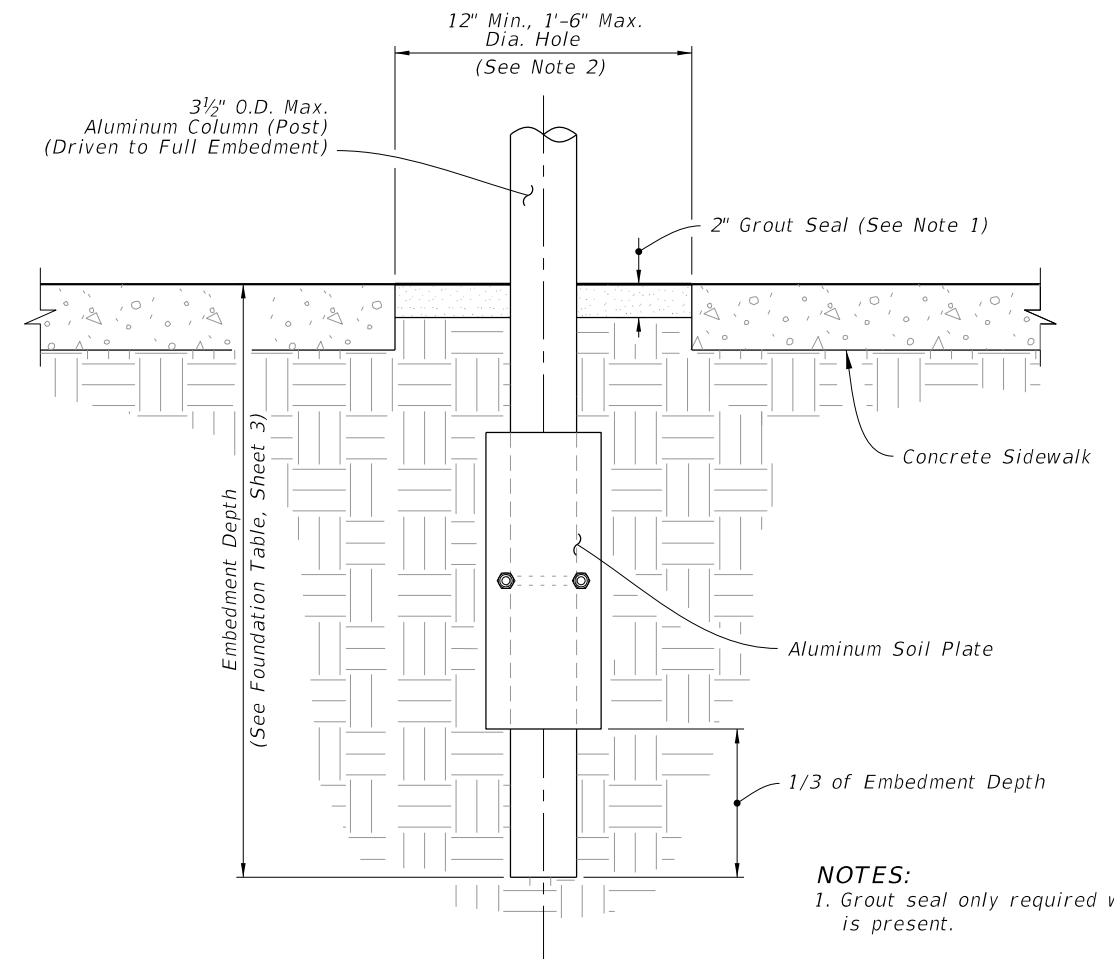 12" Min., 1'-6" Max.
Dia. Hole
(See Note 2)
3½" O.D. Max.
Aluminum Column (Post)
(Driven to Full Embedment)
2" Grout Seal (See Note 1)
Concrete Sidewalk
Embedment Depth
(See Foundation Table, Sheet 3)
Aluminum Soil Plate
1/3 of Embedment Depth
NOTES:
1. Grout seal only required
is present.